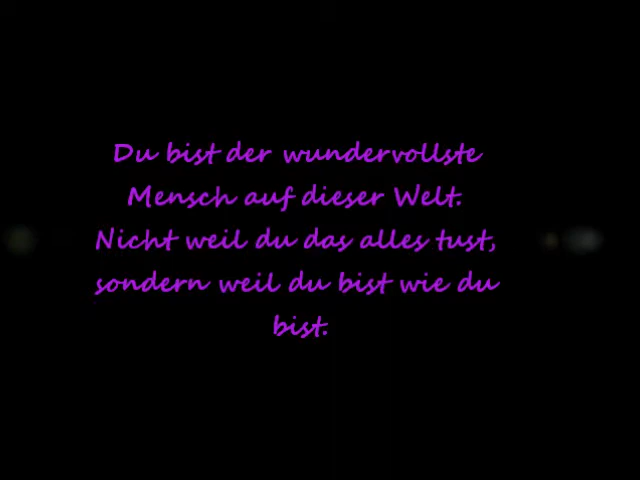 Du bist der wundervollste
Mensch auf dieser Welt.
Nicht weil du das alles tust,
sondern weil du bist wie du
bist.